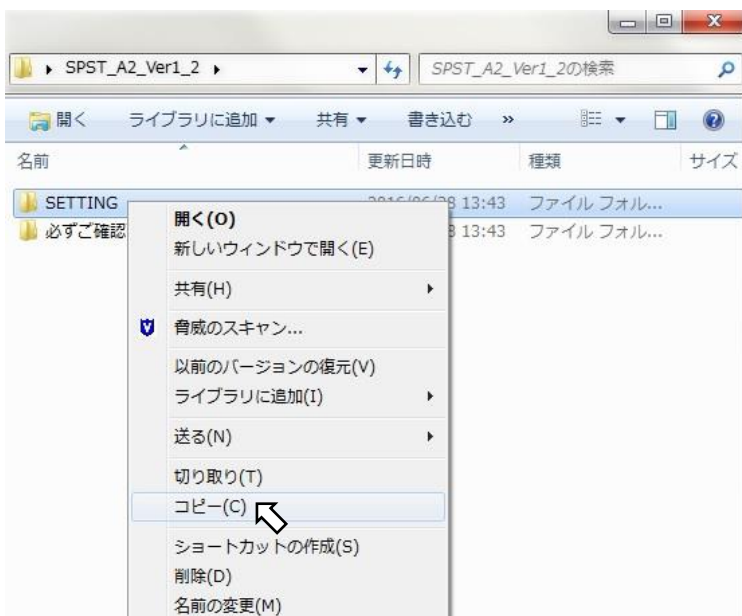 SPST_A2_Ver1_2
SPST_A2_Ver1_2の検索
開く ライブラリに追加 共有 書き込む »
名前 更新日時 種類 サイズ
SETTING 2016/06/28 13:43 ファイル フォル...
必ずご確認 13:43 ファイル フォル...
開く(O)
新しいウィンドウで開く(E)
共有(H)
脅威のスキャン...
以前のバージョンの復元(V)
ライブラリに追加(I)
送る(N)
切り取り(T)
コピー(C)
ショートカットの作成(S)
削除(D)
名前の変更(M)